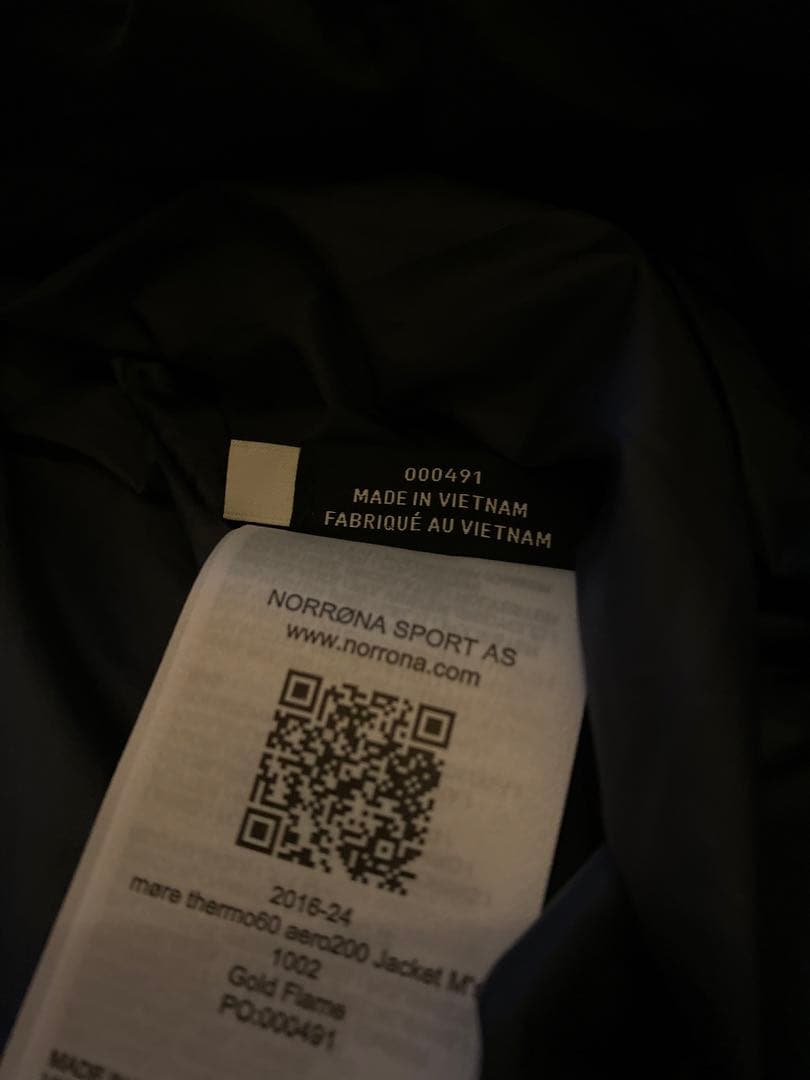 000491
MADE IN VIETNAM
FABRIQUÉ AU VIETNAM
NORRØNA SPORT AS
www.norrona.com
2016-24
møre thermo60 aero200 Jacket M's
1002
Gold Flame
PO:000491
MADE